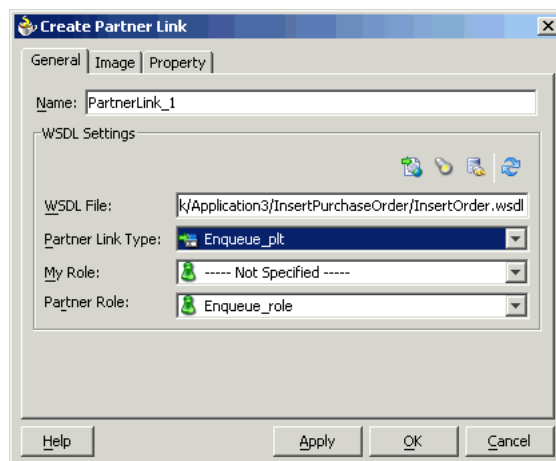 Create Partner Link
General Image Property
Name: PartnerLink_1
WSDL Settings
WSDL File: k/Application3/InsertPurchaseOrder/InsertOrder.wsdl
Partner Link Type: Enqueue_plt
My Role: ----- Not Specified -----
Partner Role: Enqueue_role
Help Apply OK Cancel